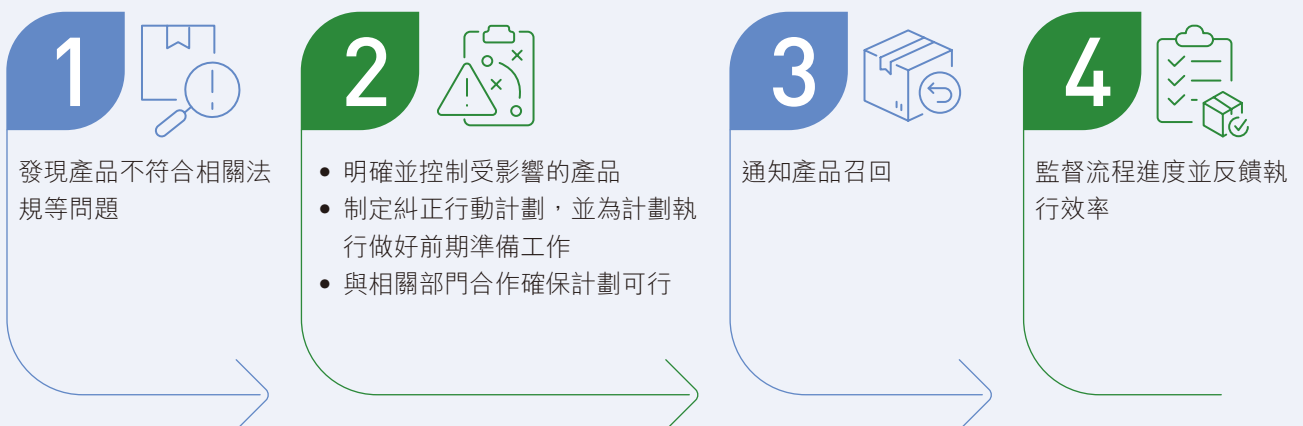 1
發現產品不符合相關法
規等問題
2
• 明確並控制受影響的產品
• 制定糾正行動計劃，並為計劃執
行做好前期準備工作
• 與相關部門合作確保計劃可行
3
通知產品召回
4
監督流程進度並反饋執
行效率